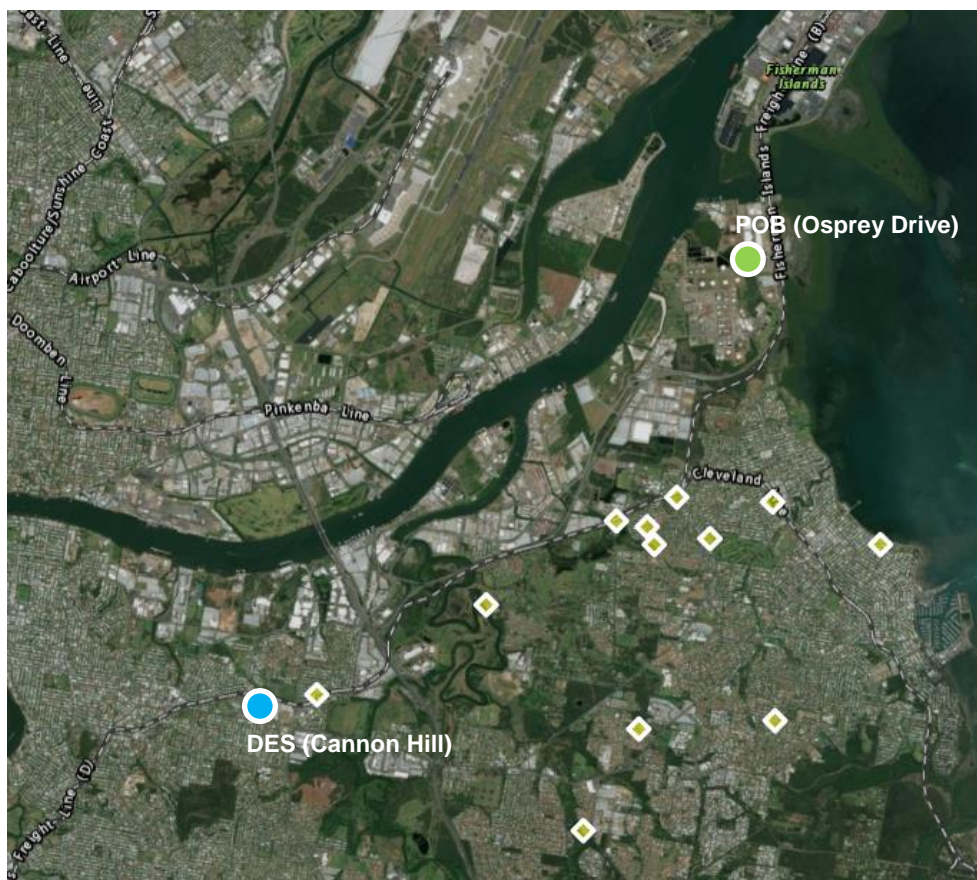 Fisherman
Islands
Fisherman - Islands - Freight - Line - (B)
POB (Osprey Drive)
Caboolture/Sunshine - Coast
Airport - Line
Doomben Line
Pinkenba - Line
Cleveland
DES (Cannon Hill)
Freight - Line - (D)